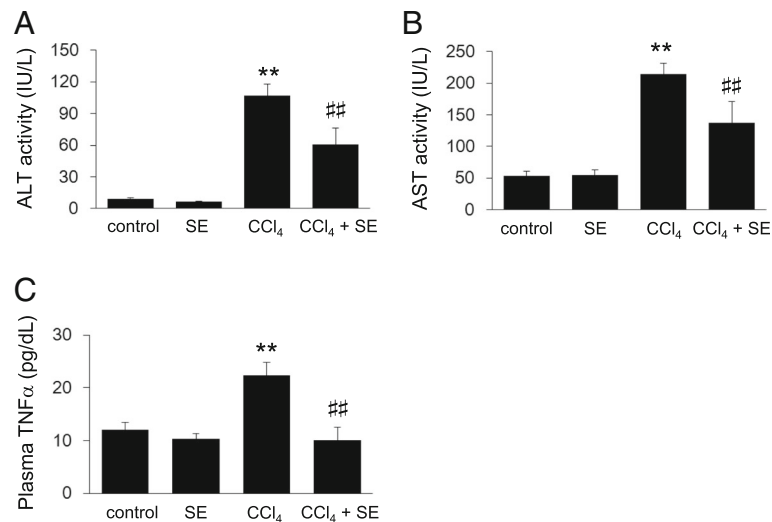 A
ALT activity (IU/L)
150
120
90
60
30
0
**
♯♯
control SE CCl₄ CCl₄ + SE
B
AST activity (IU/L)
250
200
150
100
50
0
**
♯♯
control SE CCl₄ CCl₄ + SE
C
Plasma TNFα (pg/dL)
30
20
10
0
**
♯♯
control SE CCl₄ CCl₄ + SE